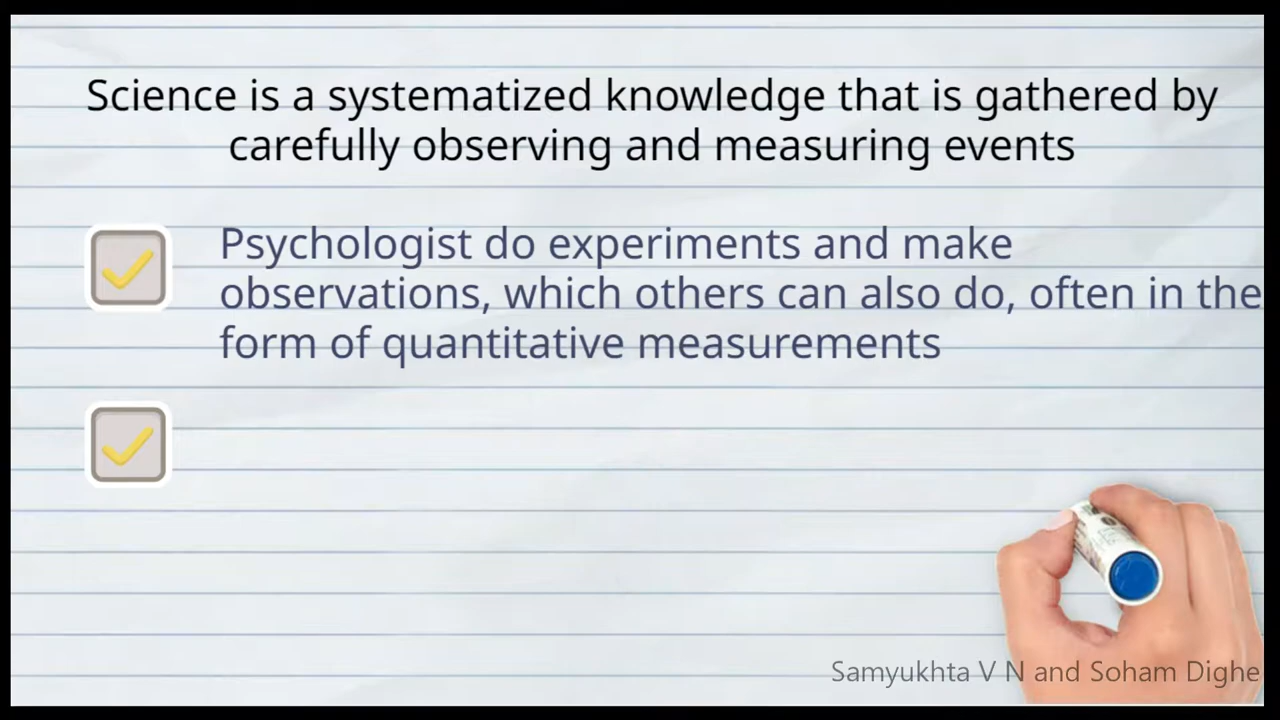 Science is a systematized knowledge that is gathered by
carefully observing and measuring events
Psychologist do experiments and make
observations, which others can also do, often in the
form of quantitative measurements
Samyukhta V N and Soham Dighe